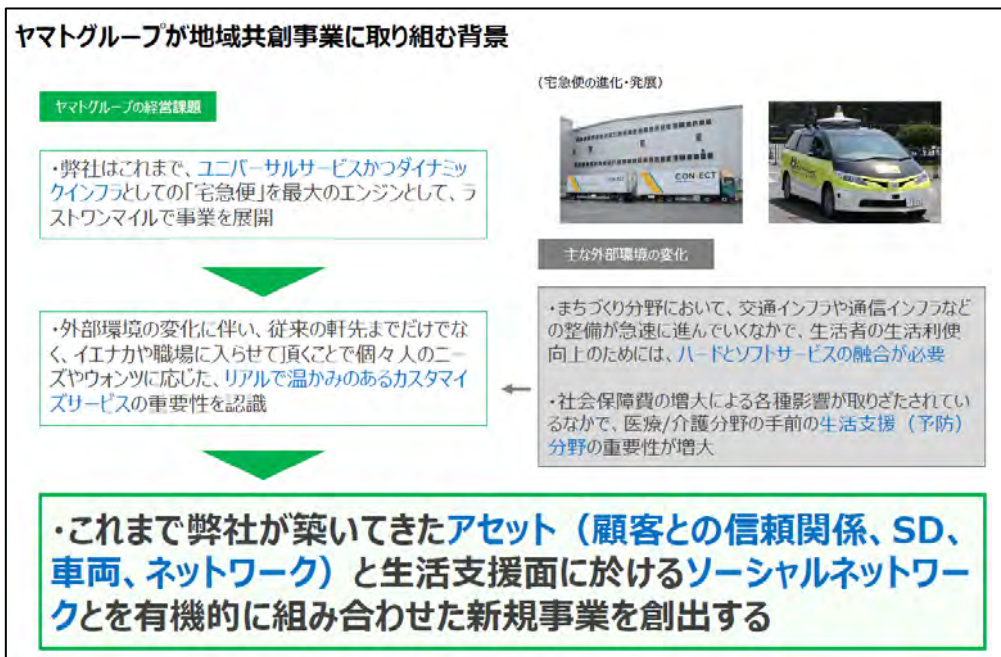 ヤマトグループが地域共創事業に取り組む背景
ヤマトグループの経営課題
・弊社はこれまで、ユニバーサルサービスかつダイナミッ
クインフラとしての「宅急便」を最大のエンジンとして、ラ
ストワンマイルで事業を展開
・外部環境の変化に伴い、従来の軒先までだけでな
く、イエナカや職場に入らせて頂くことで個々人のニー
ズやウォンツに応じた、リアルで温かみのあるカスタマイ
ズサービスの重要性を認識
(宅急便の進化・発展)
CONNECT
主な外部環境の変化
・まちづくり分野において、交通インフラや通信インフラなど
の整備が急速に進んでいくなかで、生活者の生活利便
向上のためには、ハードとソフトサービスの融合が必要
・社会保障費の増大による各種影響が取りざたされてい
るなかで、医療/介護分野の手前の生活支援（予防）
分野の重要性が増大
・これまで弊社が築いてきたアセット（顧客との信頼関係、SD、
車両、ネットワーク）と生活支援面に於けるソーシャルネットワー
クとを有機的に組み合わせた新規事業を創出する